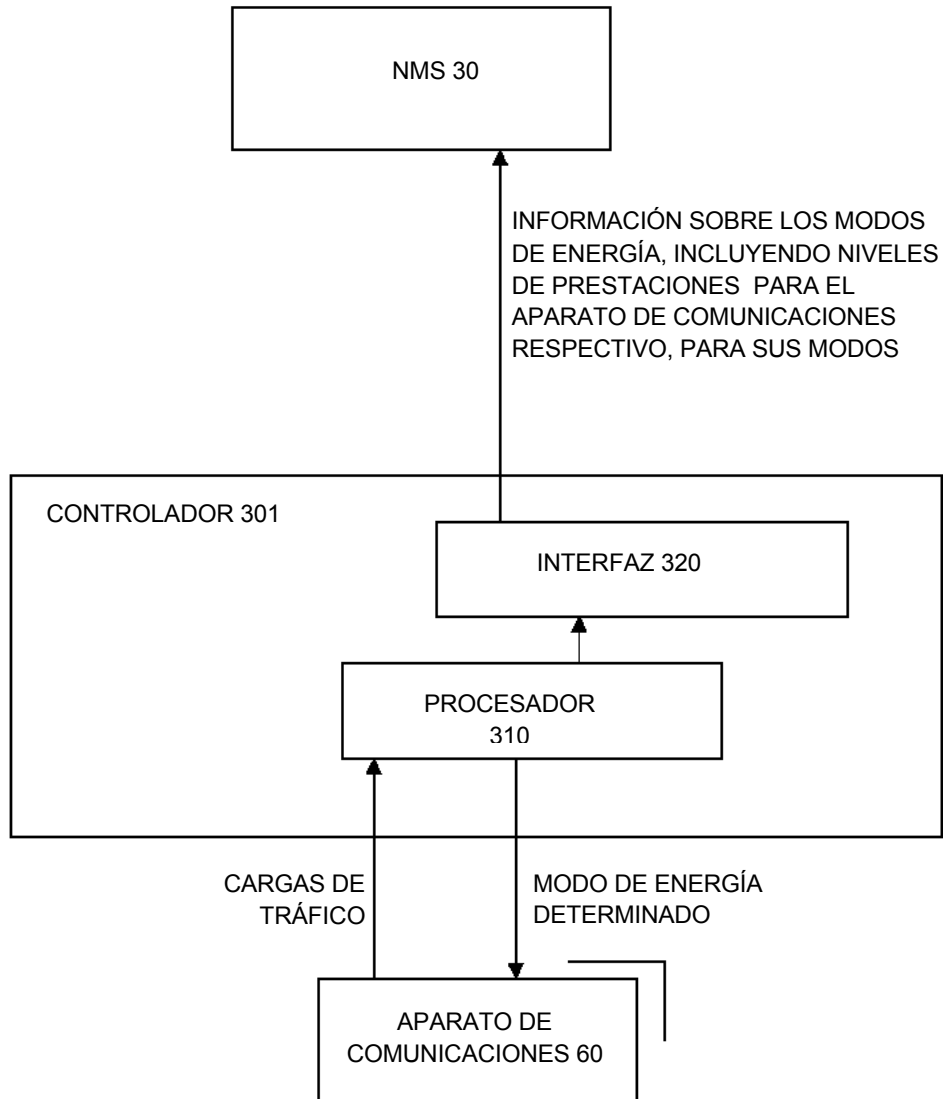 NMS 30
INFORMACIÓN SOBRE LOS MODOS
DE ENERGÍA, INCLUYENDO NIVELES
DE PRESTACIONES PARA EL
APARATO DE COMUNICACIONES
RESPECTIVO, PARA SUS MODOS
CONTROLADOR 301
INTERFAZ 320
PROCESADOR
310
CARGAS DE
TRÁFICO
MODO DE ENERGÍA
DETERMINADO
APARATO DE
COMUNICACIONES 60